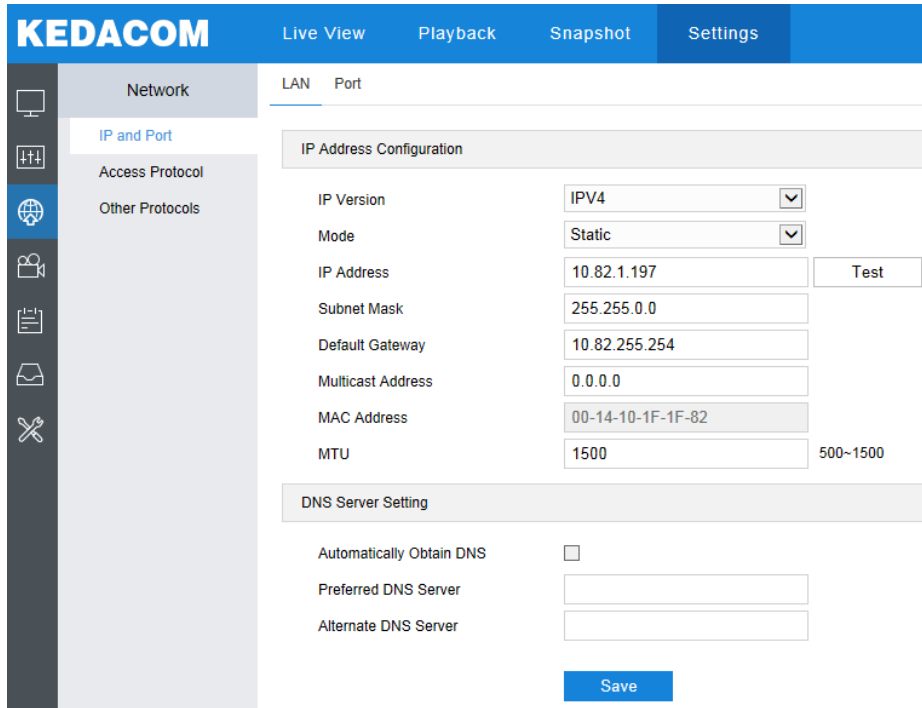 KEDACOM Live View Playback Snapshot Settings
Network
LAN Port
IP and Port
Access Protocol
Other Protocols
IP Address Configuration
IP Version IPV4
Mode Static
IP Address 10.82.1.197 Test
Subnet Mask 255.255.0.0
Default Gateway 10.82.255.254
Multicast Address 0.0.0.0
MAC Address 00-14-10-1F-1F-82
MTU 1500 500~1500
DNS Server Setting
Automatically Obtain DNS
Preferred DNS Server
Alternate DNS Server
Save